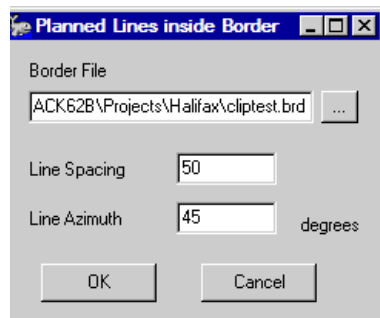 Planned Lines inside Border
Border File
ACK62B\Projects\Halifax\cliptest.brd ...
Line Spacing 50
Line Azimuth 45 degrees
OK Cancel